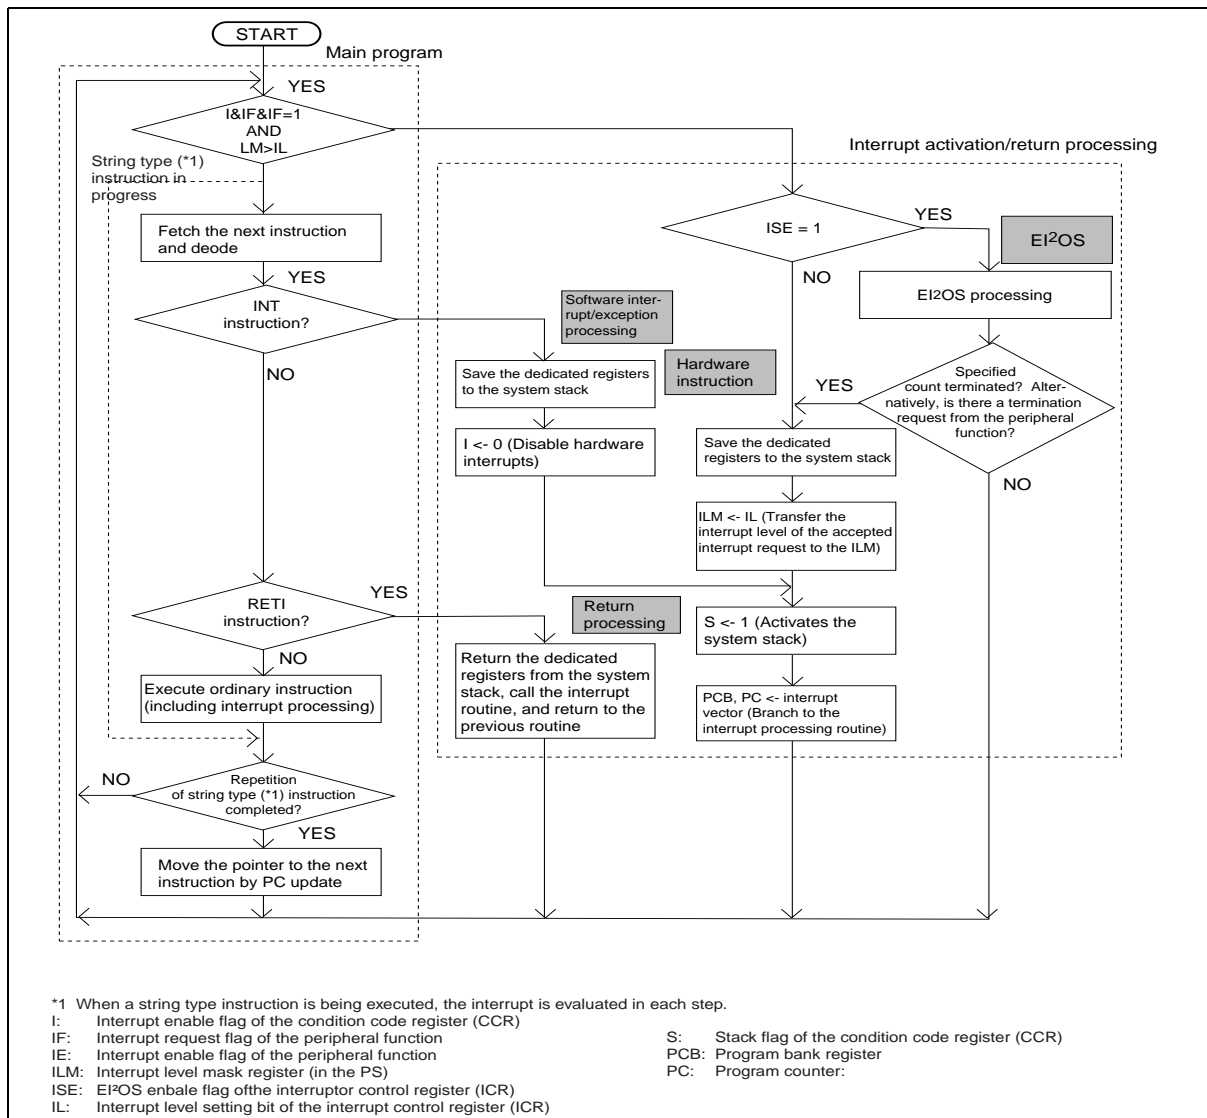 START
Main program
YES
I&IF&IF=1
AND
LM>IL
String type (*1)
instruction in
progress
Fetch the next instruction
and deode
YES
INT
instruction?
NO
RETI
instruction?
YES
NO
Execute ordinary instruction
(including interrupt processing)
NO
Repetition
of string type (*1) instruction
completed?
YES
Move the pointer to the next
instruction by PC update
Interrupt activation/return processing
ISE = 1
YES
NO
EI²OS
EI2OS processing
Specified
count terminated? Alter-
natively, is there a termination
request from the peripheral
function?
YES
NO
Software inter-
rupt/exception
processing
Save the dedicated registers
to the system stack
I <- 0 (Disable hardware
interrupts)
Hardware
instruction
Save the dedicated
registers to the system stack
ILM <- IL (Transfer the
interrupt level of the accepted
interrupt request to the ILM)
S <- 1 (Activates the
system stack)
PCB, PC <- interrupt
vector (Branch to the
interrupt processing routine)
Return
processing
Return the dedicated
registers from the system
stack, call the interrupt
routine, and return to the
previous routine
*1 When a string type instruction is being executed, the interrupt is evaluated in each step.
I: Interrupt enable flag of the condition code register (CCR)
IF: Interrupt request flag of the peripheral function
IE: Interrupt enable flag of the peripheral function
ILM: Interrupt level mask register (in the PS)
ISE: EI²OS enbale flag ofthe interruptor control register (ICR)
IL: Interrupt level setting bit of the interrupt control register (ICR)
S: Stack flag of the condition code register (CCR)
PCB: Program bank register
PC: Program counter: